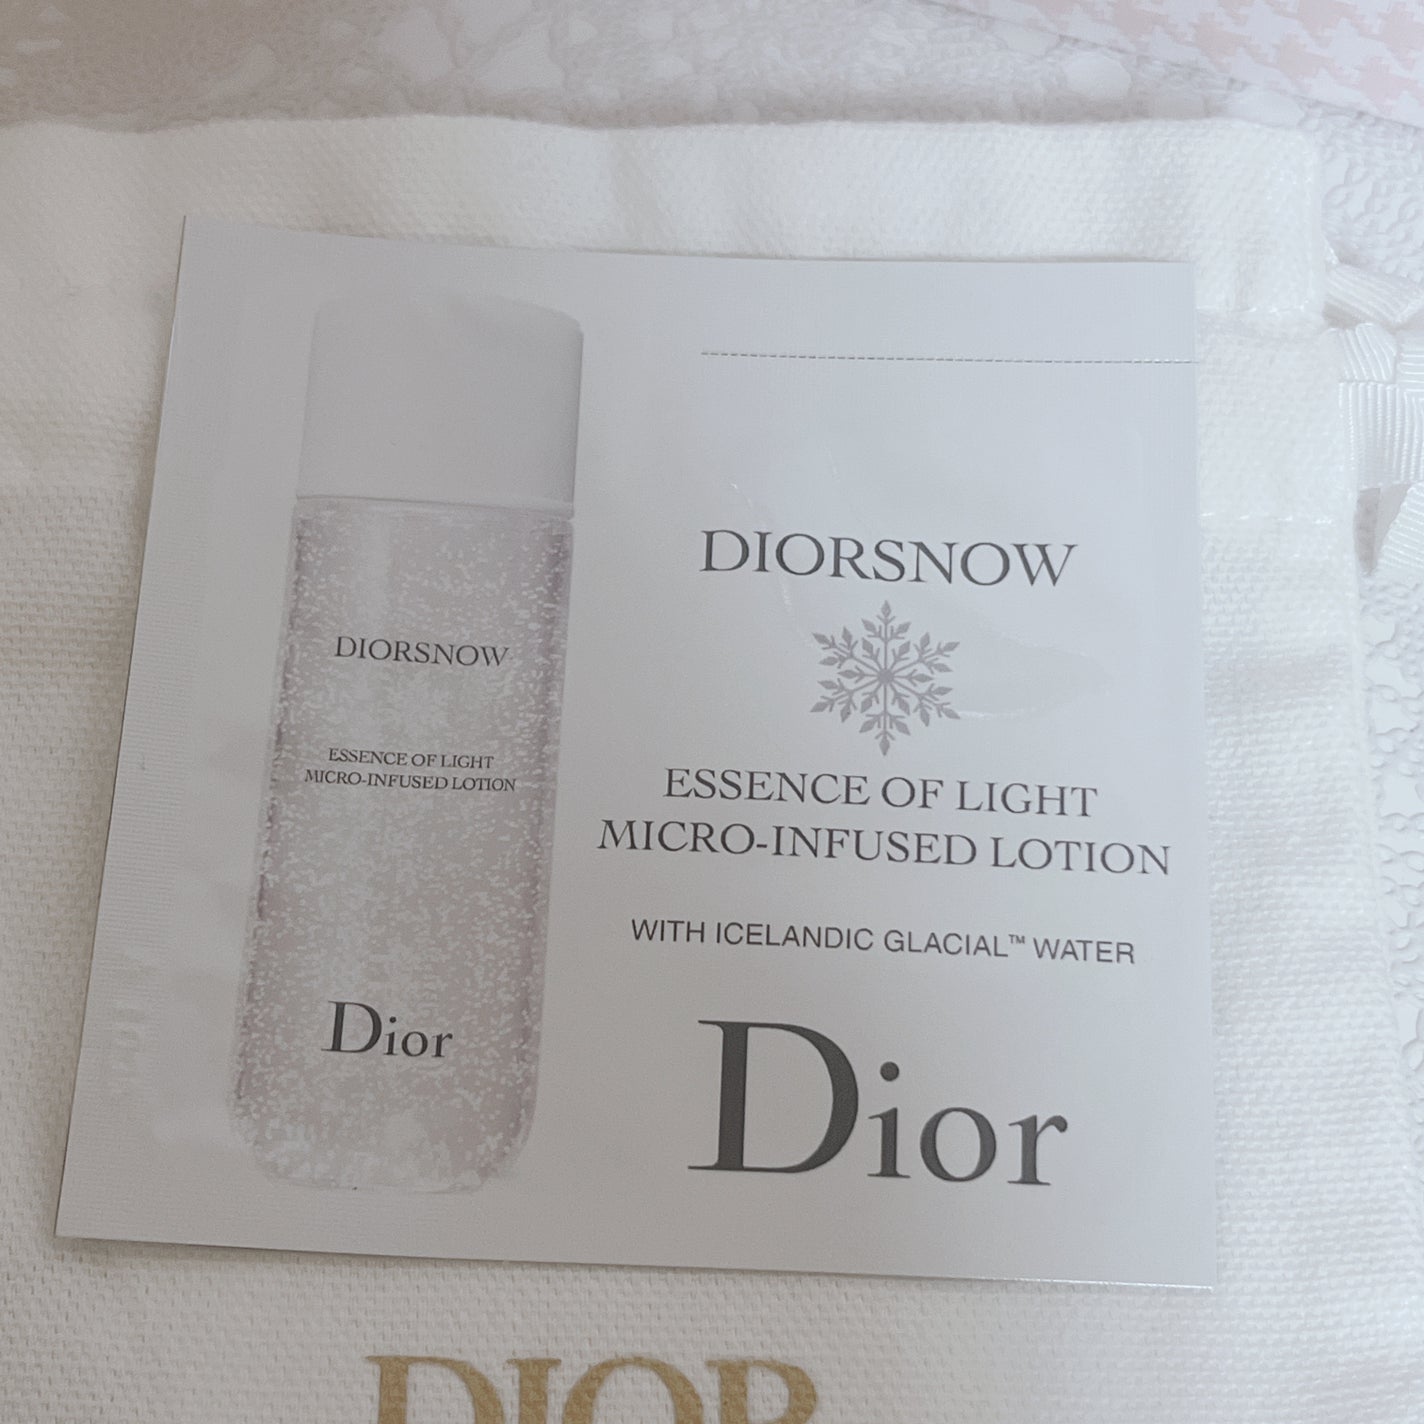 DIORSNOW
ESSENCE OF LIGHT
MICRO-INFUSED LOTION
Dior
DIORSNOW
ESSENCE OF LIGHT
MICRO-INFUSED LOTION
WITH ICELANDIC GLACIAL™ WATER
Dior
DIOR